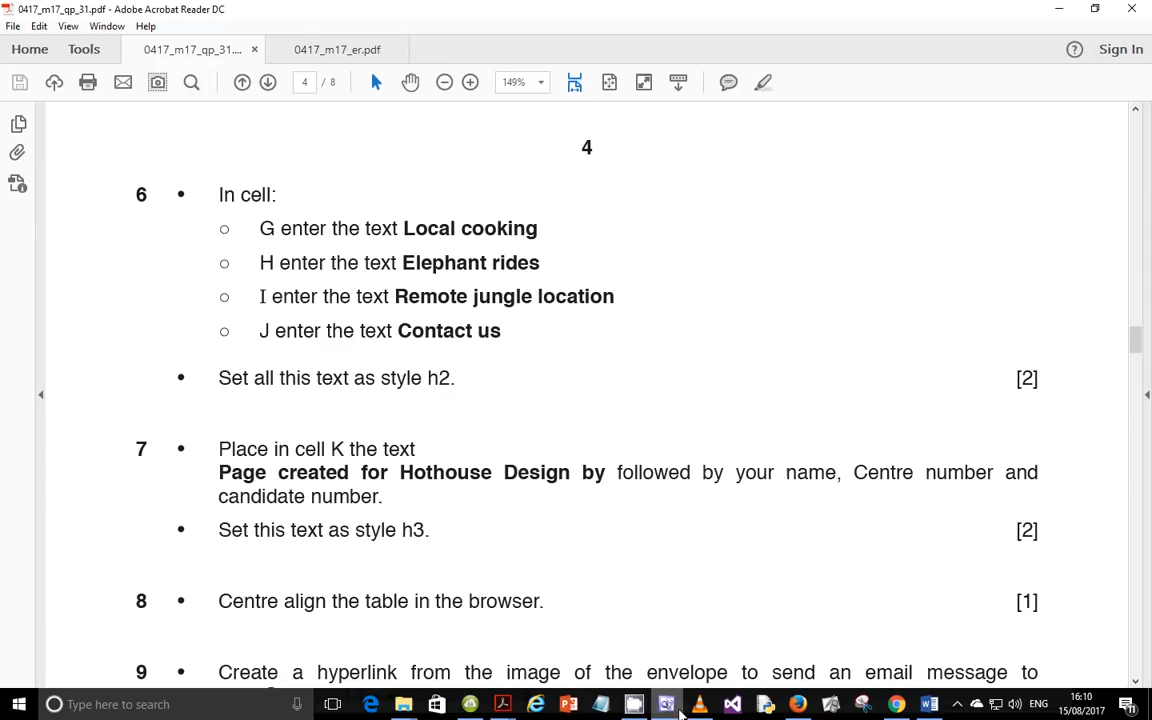 0417_m17_qp_31.pdf - Adobe Acrobat Reader DC
File Edit View Window Help
Home Tools 0417_m17_qp_31.... × 0417_m17_er.pdf Sign In
4 / 8 149%
4
6 • In cell:
○ G enter the text Local cooking
○ H enter the text Elephant rides
○ I enter the text Remote jungle location
○ J enter the text Contact us
• Set all this text as style h2. [2]
7 • Place in cell K the text
Page created for Hothouse Design by followed by your name, Centre number and
candidate number.
• Set this text as style h3. [2]
8 • Centre align the table in the browser. [1]
9 • Create a hyperlink from the image of the envelope to send an email message to
Type here to search
ENG 16:10
15/08/2017 11